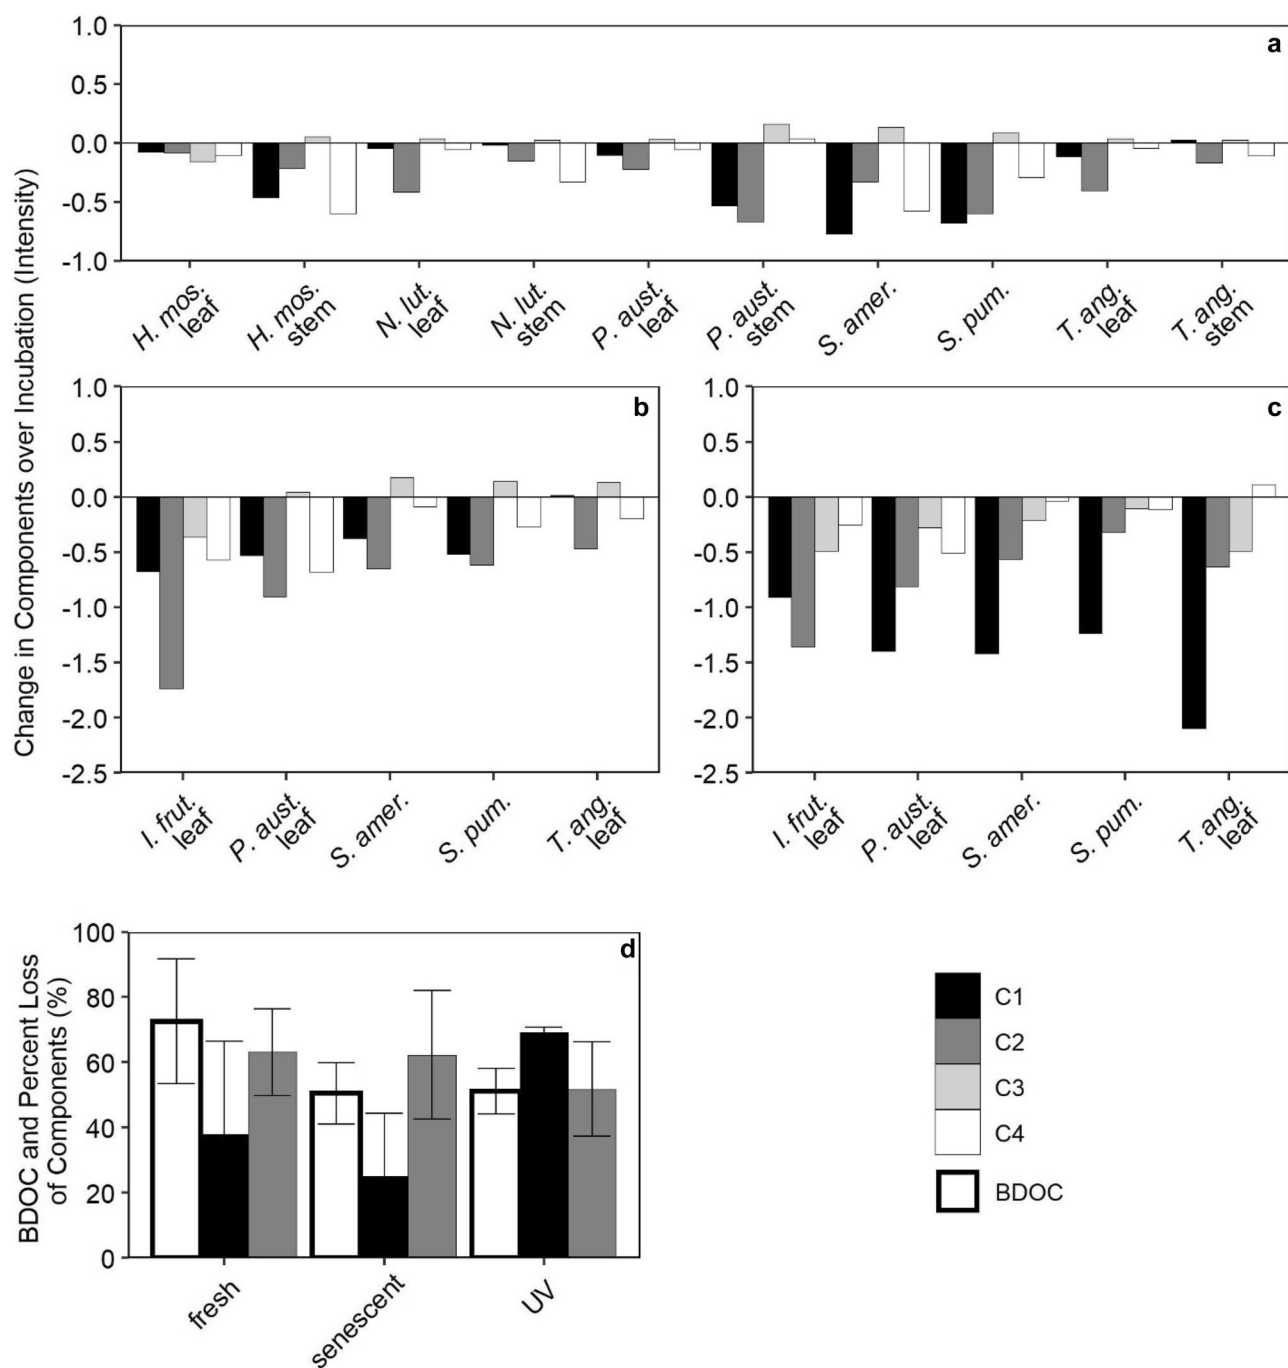 a
1.0
0.5
0.0
-0.5
-1.0
H. mos.
leaf
H. mos.
stem
N. lut.
leaf
N. lut.
stem
P. aust.
leaf
P. aust.
stem
S. amer.
S. pum.
T. ang.
leaf
T. ang.
stem
Change in Components over Incubation (Intensity)
b
1.0
0.5
0.0
-0.5
-1.0
-1.5
-2.0
-2.5
I. frut.
leaf
P. aust.
leaf
S. amer.
S. pum.
T. ang.
leaf
c
1.0
0.5
0.0
-0.5
-1.0
-1.5
-2.0
-2.5
I. frut.
leaf
P. aust.
leaf
S. amer.
S. pum.
T. ang.
leaf
d
BDOC and Percent Loss
of Components (%)
100
80
60
40
20
0
fresh
senescent
UV
C1
C2
C3
C4
BDOC